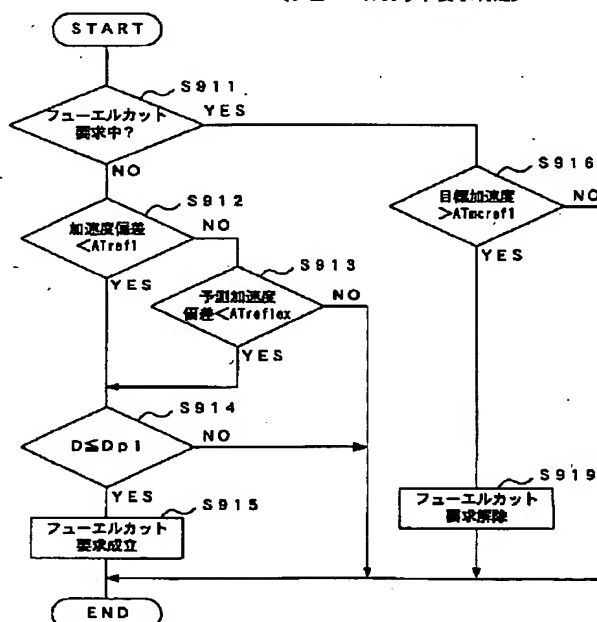 START
S911
フューエルカット
要求中?
YES
NO
S916
目標加速度
>ATmcref1
NO
YES
S912
加速度偏差
<ATref1
NO
YES
S913
予測加速度
偏差<ATreflex
NO
YES
S914
D≦Dp1
NO
YES
S915
フューエルカット
要求成立
S919
フューエルカット
要求解除
END